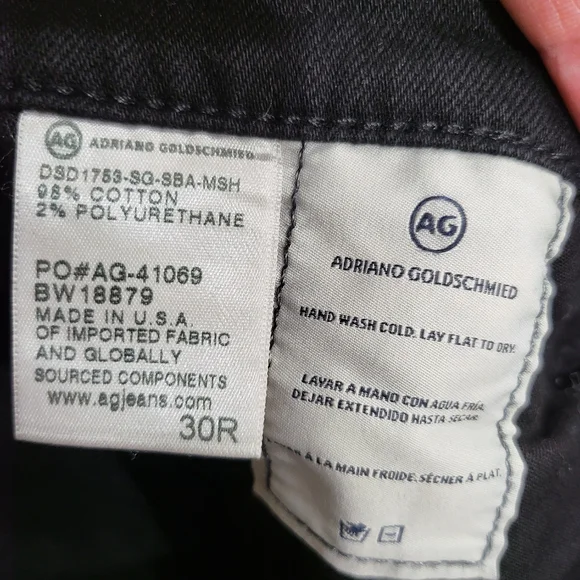 AG ADRIANO GOLDSCHMIED
DSD1753-SG-SBA-MSH
98% COTTON
2% POLYURETHANE
PO#AG-41069
BW18879
MADE IN U.S.A.
OF IMPORTED FABRIC
AND GLOBALLY
SOURCED COMPONENTS
www.agjeans.com
30R
AG
ADRIANO GOLDSCHMIED
HAND WASH COLD. LAY FLAT TO DRY.
LAVAR A MANO CON AGUA FRÍA.
DEJAR EXTENDIDO HASTA SECAR.
À LA MAIN FROIDE. SÉCHER À PLAT.